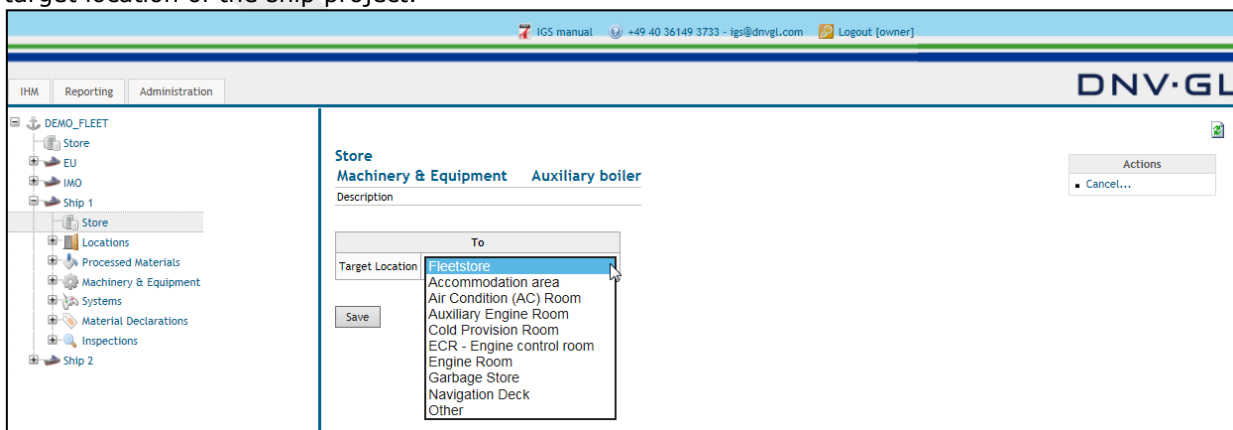 target location of the ship project.
IGS manual +49 40 36149 3733 - igs@dnvgl.com Logout [owner]
IHM Reporting Administration
DNV·GL
DEMO_FLEET
Store
EU
IMO
Ship 1
Store
Locations
Processed Materials
Machinery & Equipment
Systems
Material Declarations
Inspections
Ship 2
Store
Machinery & Equipment Auxiliary boiler
Description
To
Target Location
Fleetstore
Accommodation area
Air Condition (AC) Room
Auxiliary Engine Room
Cold Provision Room
ECR - Engine control room
Engine Room
Garbage Store
Navigation Deck
Other
Save
Actions
Cancel...